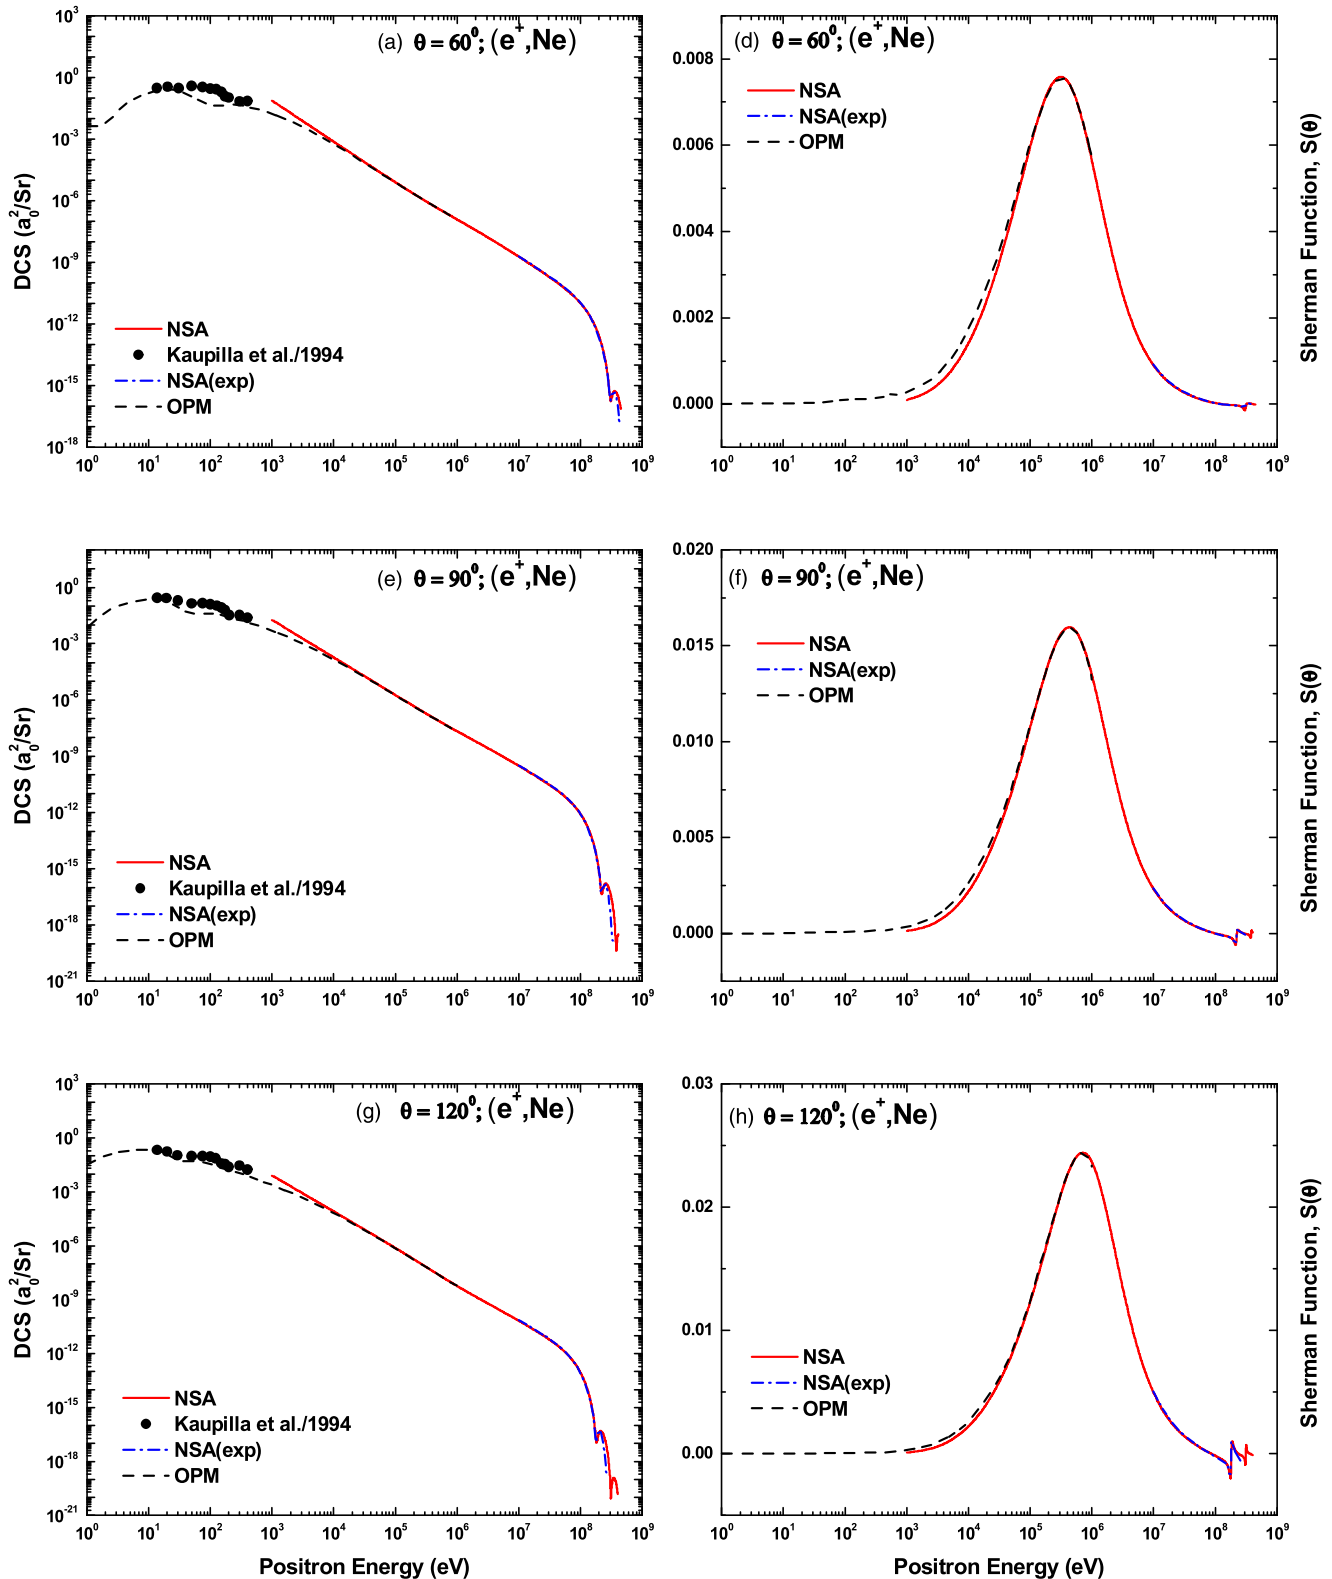 (a) θ = 60⁰; (e⁺,Ne)
10³
10⁰
10⁻³
10⁻⁶
10⁻⁹
10⁻¹²
10⁻¹⁵
10⁻¹⁸
DCS (a₀²/Sr)
NSA
Kaupilla et al./1994
NSA(exp)
OPM
10⁰ 10¹ 10² 10³ 10⁴ 10⁵ 10⁶ 10⁷ 10⁸ 10⁹
(d) θ = 60⁰; (e⁺,Ne)
0.008
0.006
0.004
0.002
0.000
NSA
NSA(exp)
OPM
Sherman Function, S(θ)
10⁰ 10¹ 10² 10³ 10⁴ 10⁵ 10⁶ 10⁷ 10⁸ 10⁹
(e) θ = 90⁰; (e⁺,Ne)
10⁰
10⁻³
10⁻⁶
10⁻⁹
10⁻¹²
10⁻¹⁵
10⁻¹⁸
10⁻²¹
DCS (a₀²/Sr)
NSA
Kaupilla et al./1994
NSA(exp)
OPM
10⁰ 10¹ 10² 10³ 10⁴ 10⁵ 10⁶ 10⁷ 10⁸ 10⁹
(f) θ = 90⁰; (e⁺,Ne)
0.020
0.015
0.010
0.005
0.000
NSA
NSA(exp)
OPM
Sherman Function, S(θ)
10⁰ 10¹ 10² 10³ 10⁴ 10⁵ 10⁶ 10⁷ 10⁸ 10⁹
(g) θ = 120⁰; (e⁺,Ne)
10³
10⁰
10⁻³
10⁻⁶
10⁻⁹
10⁻¹²
10⁻¹⁵
10⁻¹⁸
10⁻²¹
DCS (a₀²/Sr)
NSA
Kaupilla et al./1994
NSA(exp)
OPM
10⁰ 10¹ 10² 10³ 10⁴ 10⁵ 10⁶ 10⁷ 10⁸ 10⁹
Positron Energy (eV)
(h) θ = 120⁰; (e⁺,Ne)
0.03
0.02
0.01
0.00
NSA
NSA(exp)
OPM
Sherman Function, S(θ)
10⁰ 10¹ 10² 10³ 10⁴ 10⁵ 10⁶ 10⁷ 10⁸ 10⁹
Positron Energy (eV)